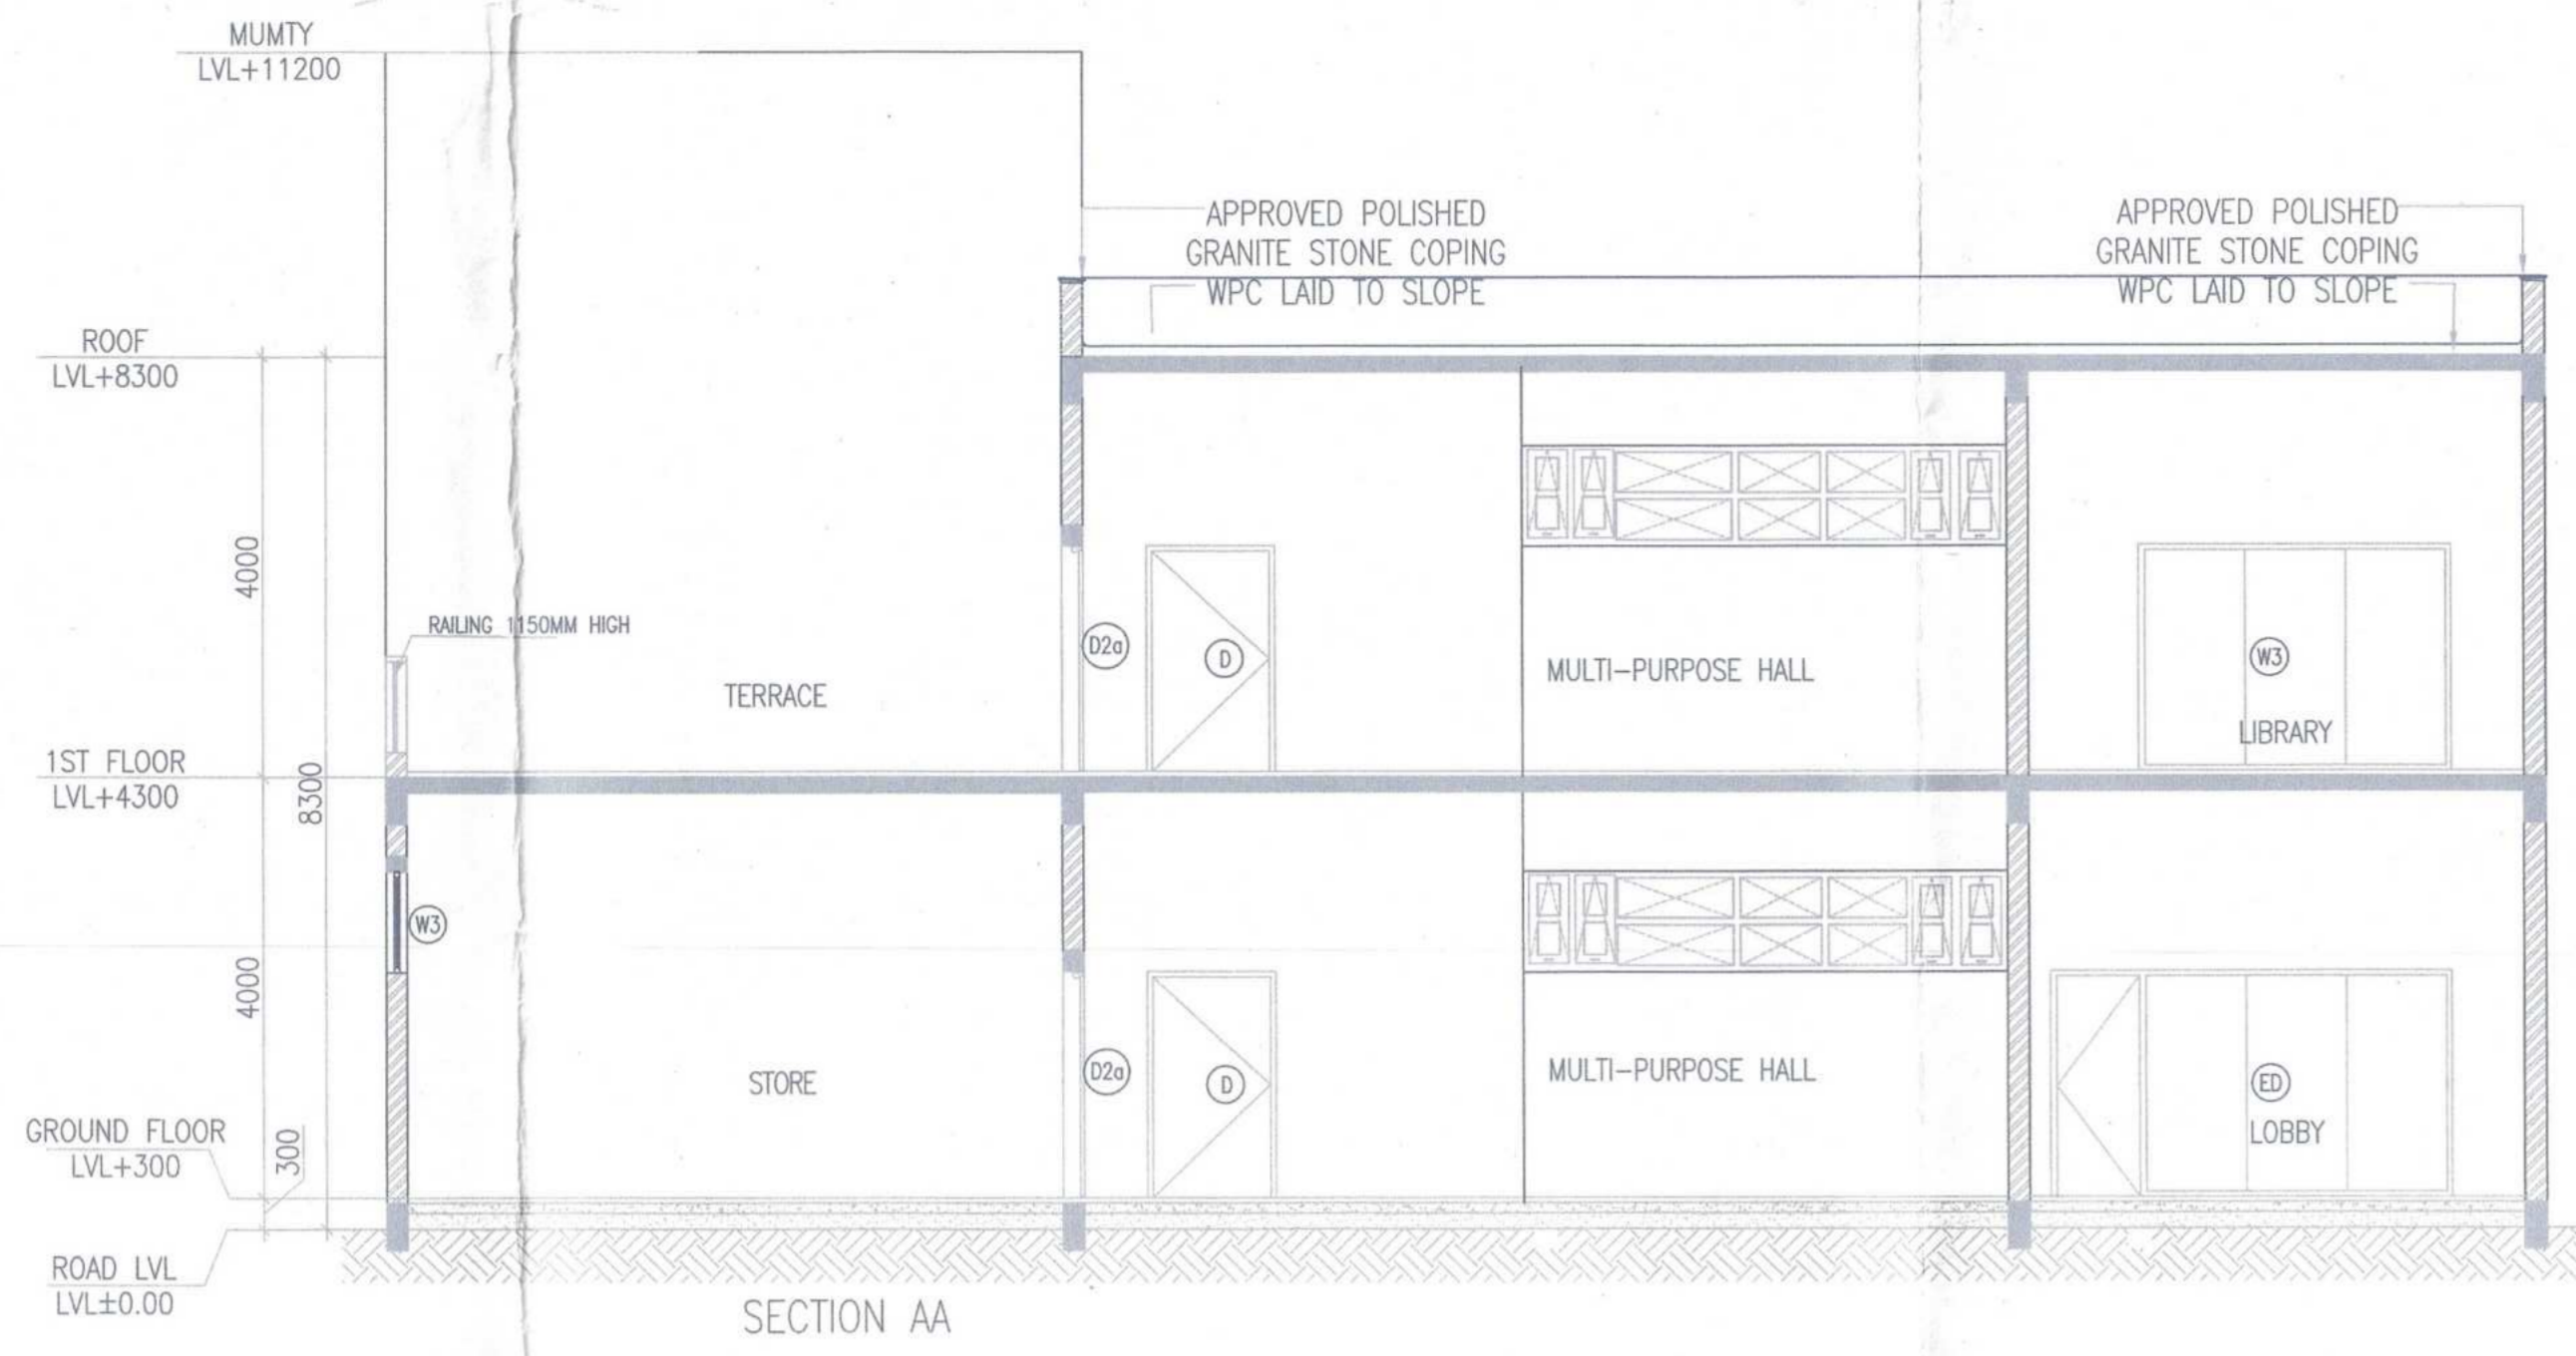 MUMTY
LVL+11200
APPROVED POLISHED
GRANITE STONE COPING
WPC LAID TO SLOPE
APPROVED POLISHED
GRANITE STONE COPING
WPC LAID TO SLOPE
ROOF
LVL+8300
4000
RAILING 1150MM HIGH
TERRACE
D2a
D
MULTI-PURPOSE HALL
W3
LIBRARY
1ST FLOOR
LVL+4300
8300
W3
4000
STORE
D2a
D
MULTI-PURPOSE HALL
ED
LOBBY
GROUND FLOOR
LVL+300
300
ROAD LVL
LVL±0.00
SECTION AA